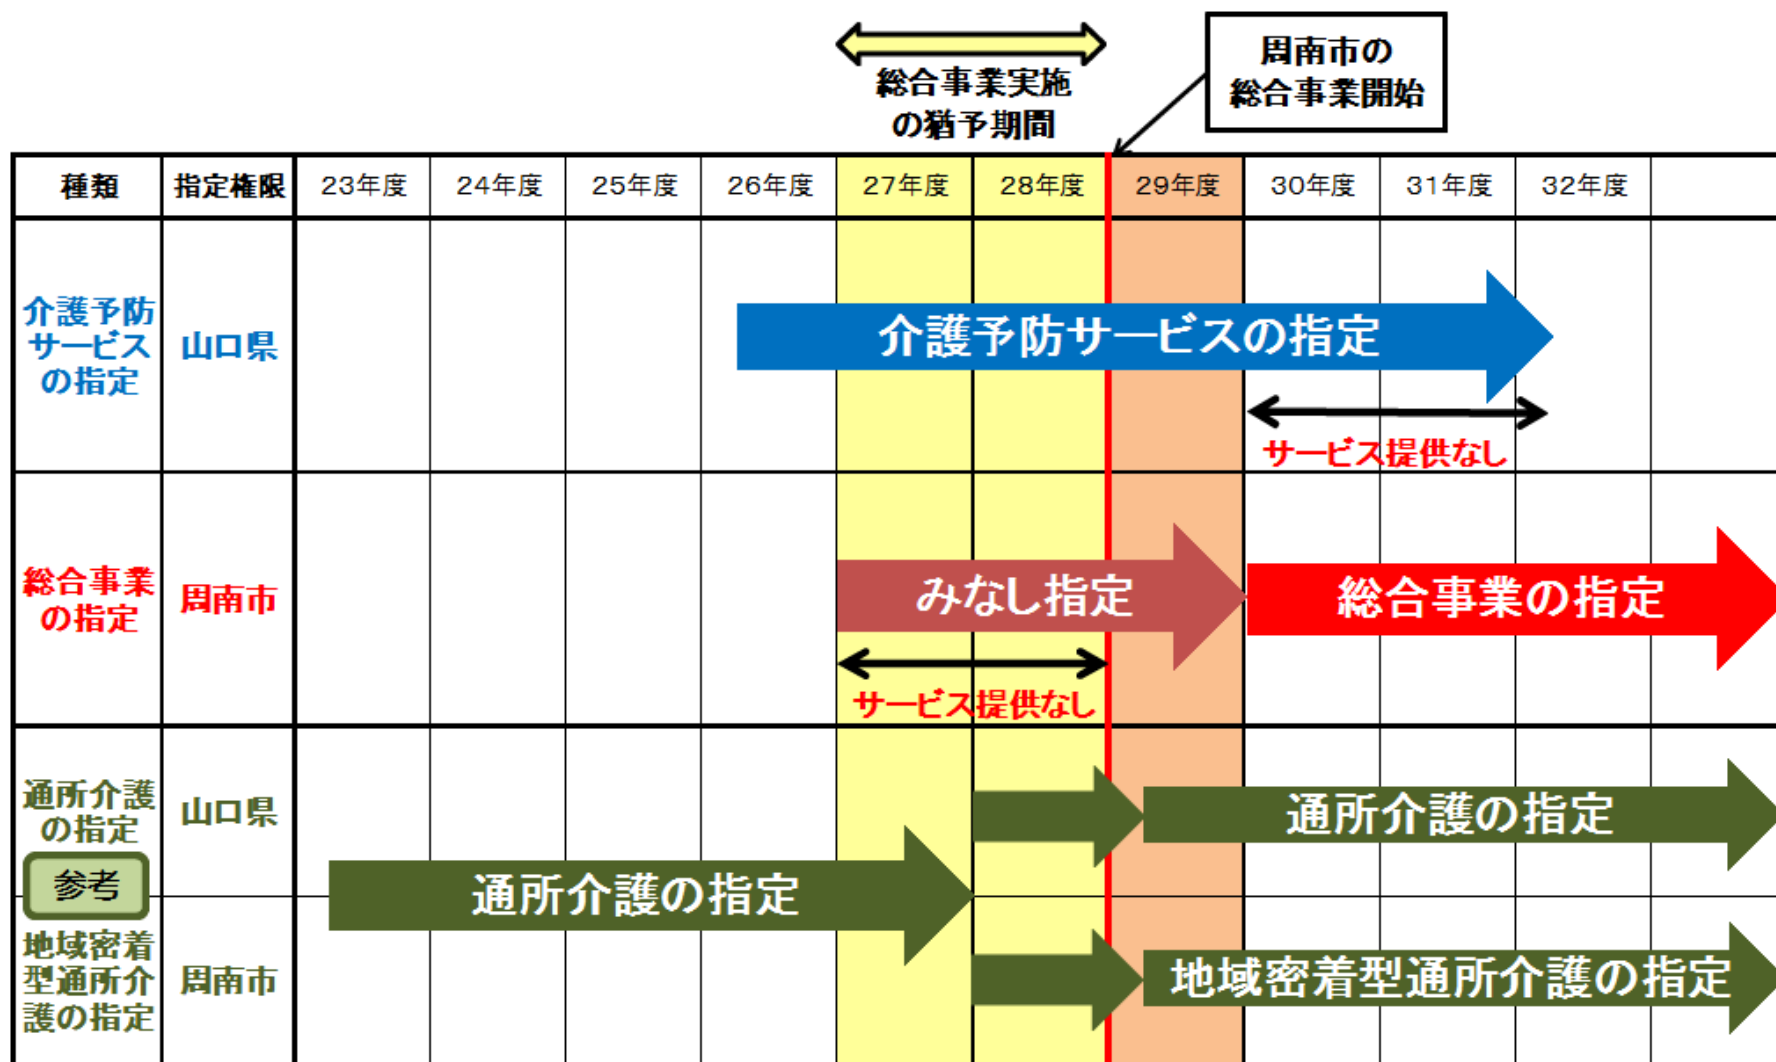 総合事業実施
の猶予期間
周南市の
総合事業開始
種類 指定権限 23年度 24年度 25年度 26年度 27年度 28年度 29年度 30年度 31年度 32年度
介護予防
サービス
の指定
山口県
介護予防サービスの指定
サービス提供なし
総合事業
の指定
周南市
みなし指定
総合事業の指定
サービス提供なし
通所介護
の指定
山口県
通所介護の指定
参考
通所介護の指定
地域密着
型通所介
護の指定
周南市
地域密着型通所介護の指定